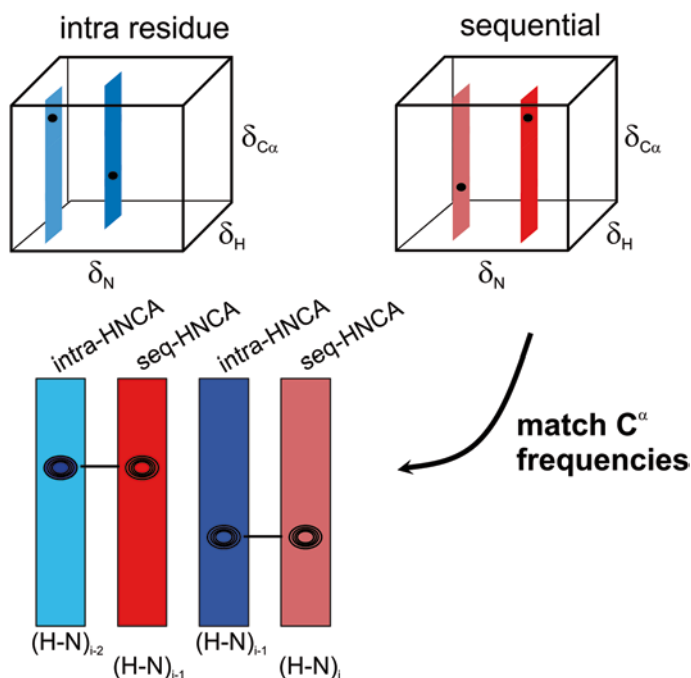 intra residue
sequential
δCα
δH
δN
δCα
δH
δN
intra-HNCA
seq-HNCA
intra-HNCA
seq-HNCA
match Cα
frequencies
(H-N)i-2
(H-N)i-1
(H-N)i-1
(H-N)i